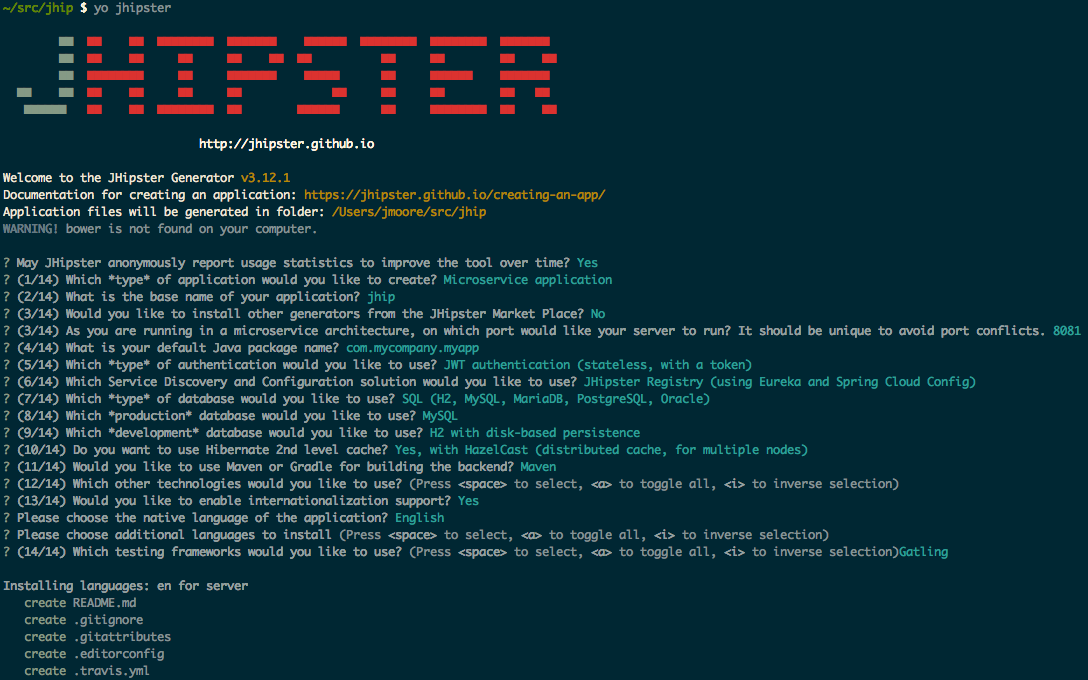 ~/src/jhip $ yo jhipster
JHIPSTER
http://jhipster.github.io
Welcome to the JHipster Generator v3.12.1
Documentation for creating an application: https://jhipster.github.io/creating-an-app/
Application files will be generated in folder: /Users/jmoore/src/jhip
WARNING! bower is not found on your computer.
? May JHipster anonymously report usage statistics to improve the tool over time? Yes
? (1/14) Which *type* of application would you like to create? Microservice application
? (2/14) What is the base name of your application? jhip
? (3/14) Would you like to install other generators from the JHipster Market Place? No
? (3/14) As you are running in a microservice architecture, on which port would like your server to run? It should be unique to avoid port conflicts. 8081
? (4/14) What is your default Java package name? com.mycompany.myapp
? (5/14) Which *type* of authentication would you like to use? JWT authentication (stateless, with a token)
? (6/14) Which Service Discovery and Configuration solution would you like to use? JHipster Registry (using Eureka and Spring Cloud Config)
? (7/14) Which *type* of database would you like to use? SQL (H2, MySQL, MariaDB, PostgreSQL, Oracle)
? (8/14) Which *production* database would you like to use? MySQL
? (9/14) Which *development* database would you like to use? H2 with disk-based persistence
? (10/14) Do you want to use Hibernate 2nd level cache? Yes, with HazelCast (distributed cache, for multiple nodes)
? (11/14) Would you like to use Maven or Gradle for building the backend? Maven
? (12/14) Which other technologies would you like to use? (Press <space> to select, <a> to toggle all, <i> to inverse selection)
? (13/14) Would you like to enable internationalization support? Yes
? Please choose the native language of the application? English
? Please choose additional languages to install (Press <space> to select, <a> to toggle all, <i> to inverse selection)
? (14/14) Which testing frameworks would you like to use? (Press <space> to select, <a> to toggle all, <i> to inverse selection)Gatling
Installing languages: en for server
create README.md
create .gitignore
create .gitattributes
create .editorconfig
create .travis.yml